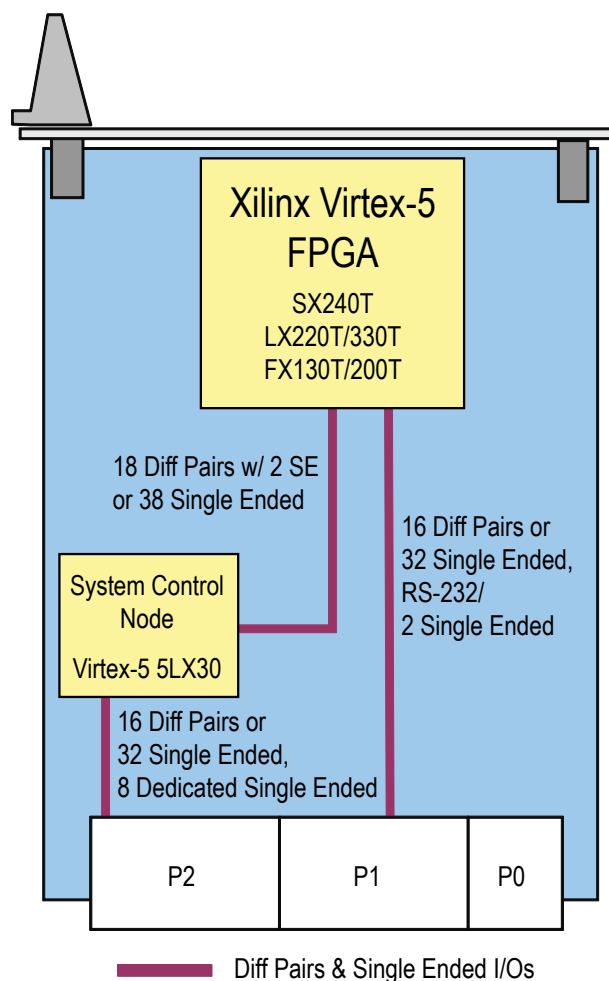 Xilinx Virtex-5
FPGA
SX240T
LX220T/330T
FX130T/200T
18 Diff Pairs w/ 2 SE
or 38 Single Ended
16 Diff Pairs or
32 Single Ended,
RS-232/
2 Single Ended
System Control
Node
Virtex-5 5LX30
16 Diff Pairs or
32 Single Ended,
8 Dedicated Single Ended
P2
P1
P0
Diff Pairs & Single Ended I/Os